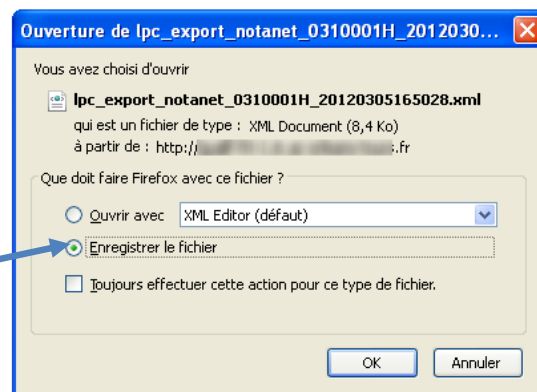 Ouverture de lpc_export_notanet_0310001H_2012030...
Vous avez choisi d'ouvrir
lpc_export_notanet_0310001H_20120305165028.xml
qui est un fichier de type : XML Document (8,4 Ko)
à partir de : http:// .fr
Que doit faire Firefox avec ce fichier ?
Ouvrir avec XML Editor (défaut)
Enregistrer le fichier
Toujours effectuer cette action pour ce type de fichier.
OK Annuler